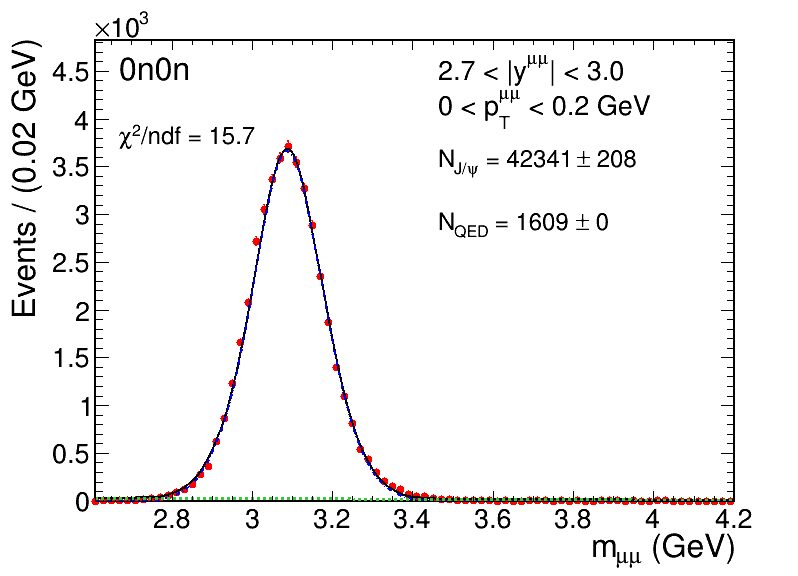 ×10³
0n0n
2.7 < |y^μμ| < 3.0
0 < p_T^μμ < 0.2 GeV
χ²/ndf = 15.7
N_J/ψ = 42341 ± 208
N_QED = 1609 ± 0
Events / (0.02 GeV)
4.5
4
3.5
3
2.5
2
1.5
1
0.5
0
2.8
3
3.2
3.4
3.6
3.8
4
4.2
m_μμ (GeV)